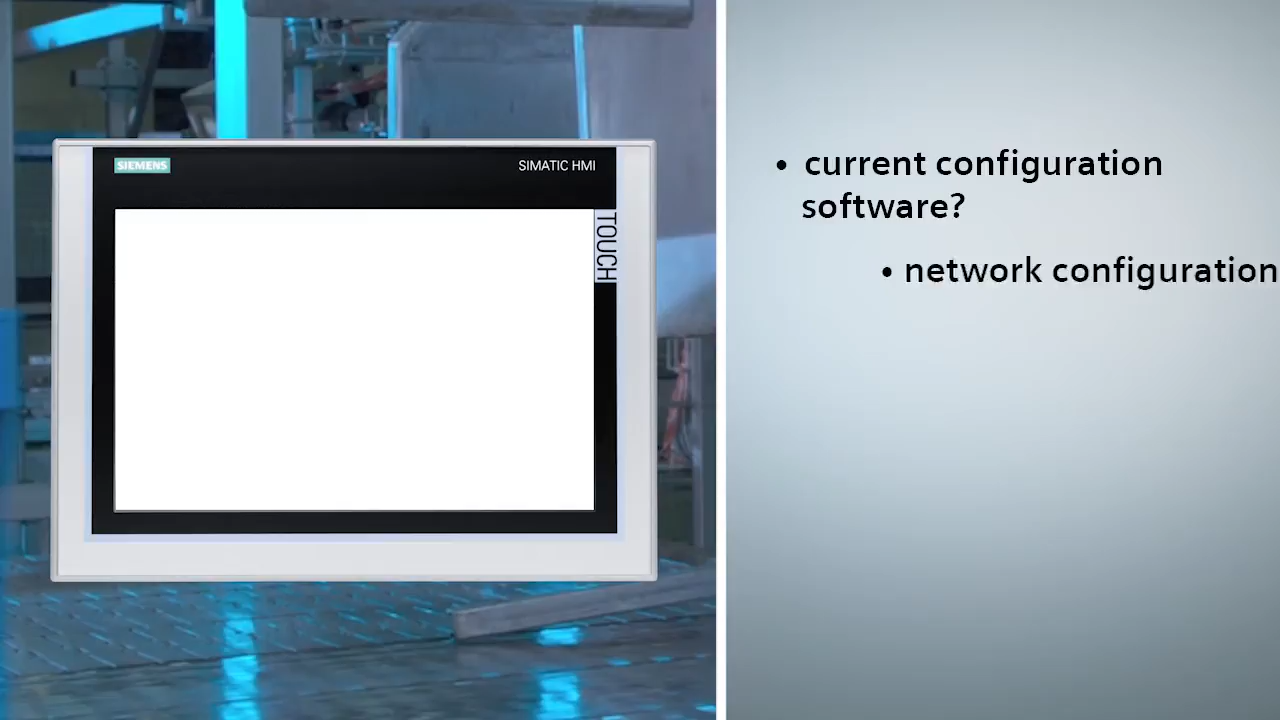 SIEMENS
SIMATIC HMI
TOUCH
• current configuration
software?
• network configuration